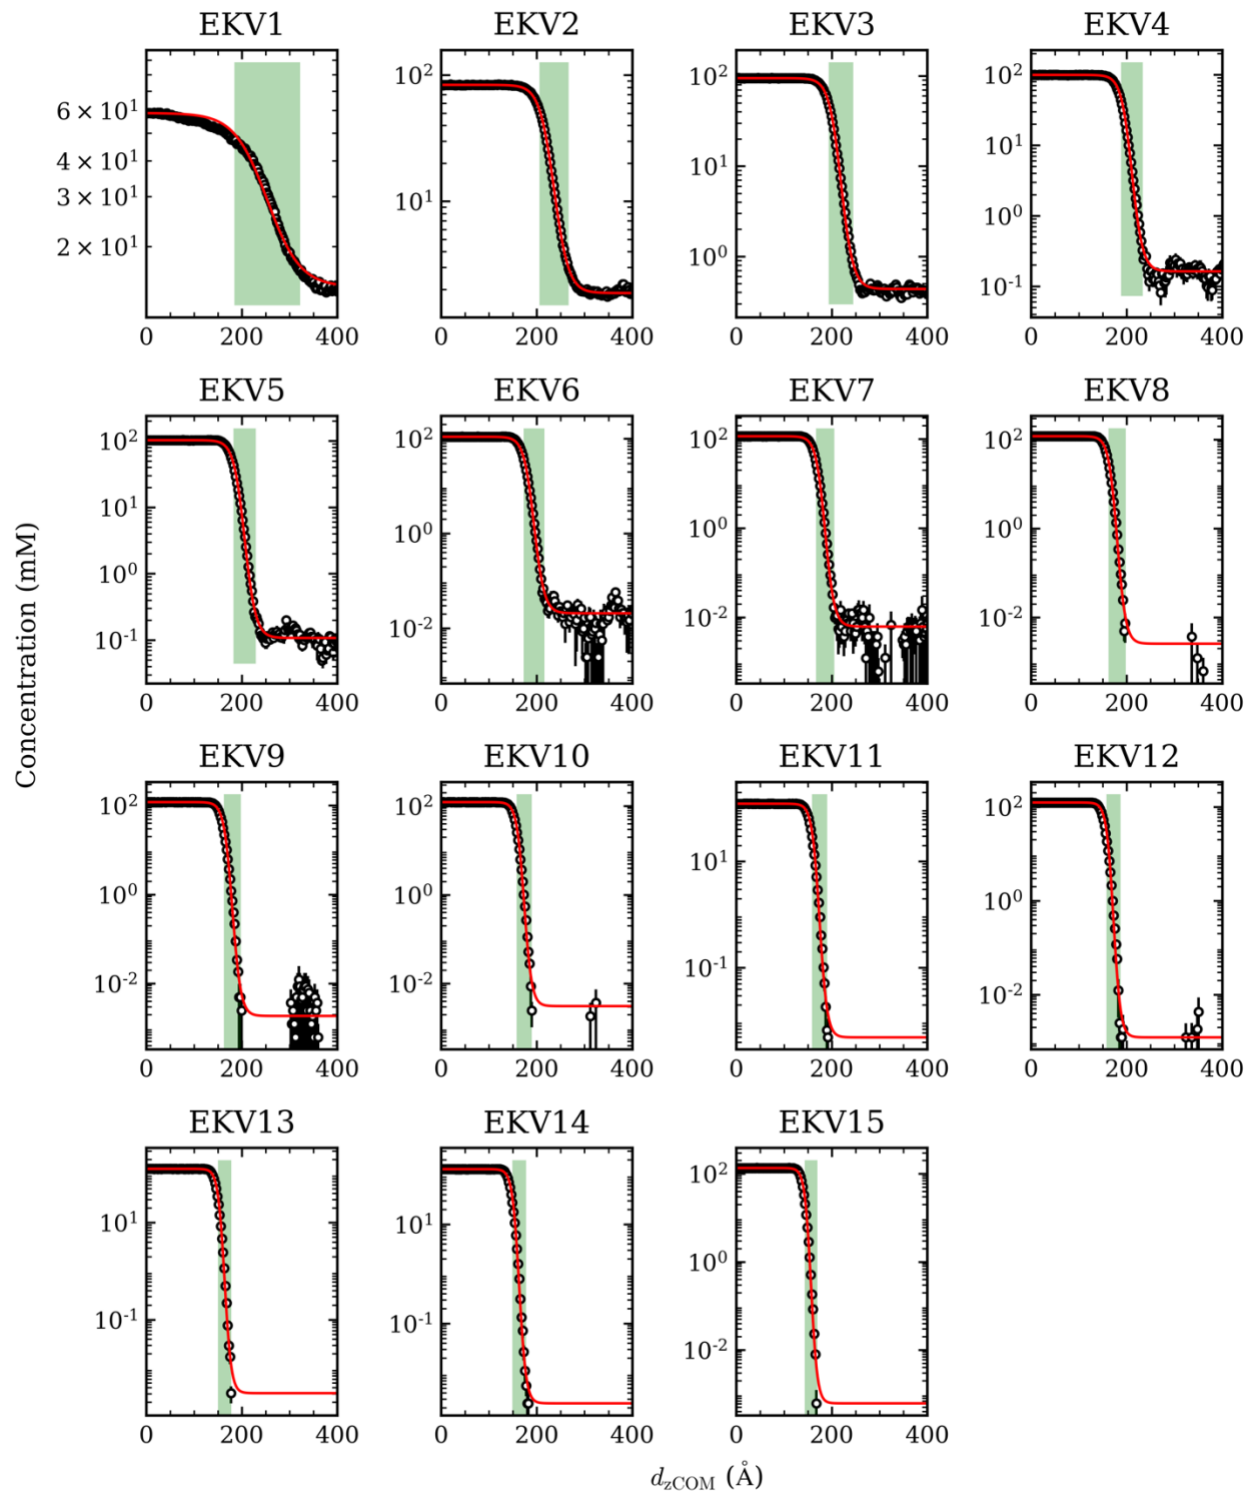 EKV1 EKV2 EKV3 EKV4
6 × 10¹
4 × 10¹
3 × 10¹
2 × 10¹
0 200 400
10²
10¹
0 200 400
10²
10¹
10⁰
0 200 400
10²
10¹
10⁰
10⁻¹
0 200 400
EKV5 EKV6 EKV7 EKV8
10²
10¹
10⁰
10⁻¹
0 200 400
10²
10⁰
10⁻²
0 200 400
10²
10⁰
10⁻²
0 200 400
10²
10⁰
10⁻²
0 200 400
Concentration (mM)
EKV9 EKV10 EKV11 EKV12
10²
10⁰
10⁻²
0 200 400
10²
10⁰
10⁻²
0 200 400
10¹
10⁻¹
0 200 400
10²
10⁰
10⁻²
0 200 400
EKV13 EKV14 EKV15
10¹
10⁻¹
0 200 400
10¹
10⁻¹
0 200 400
10²
10⁰
10⁻²
0 200 400
d_zCOM (Å)